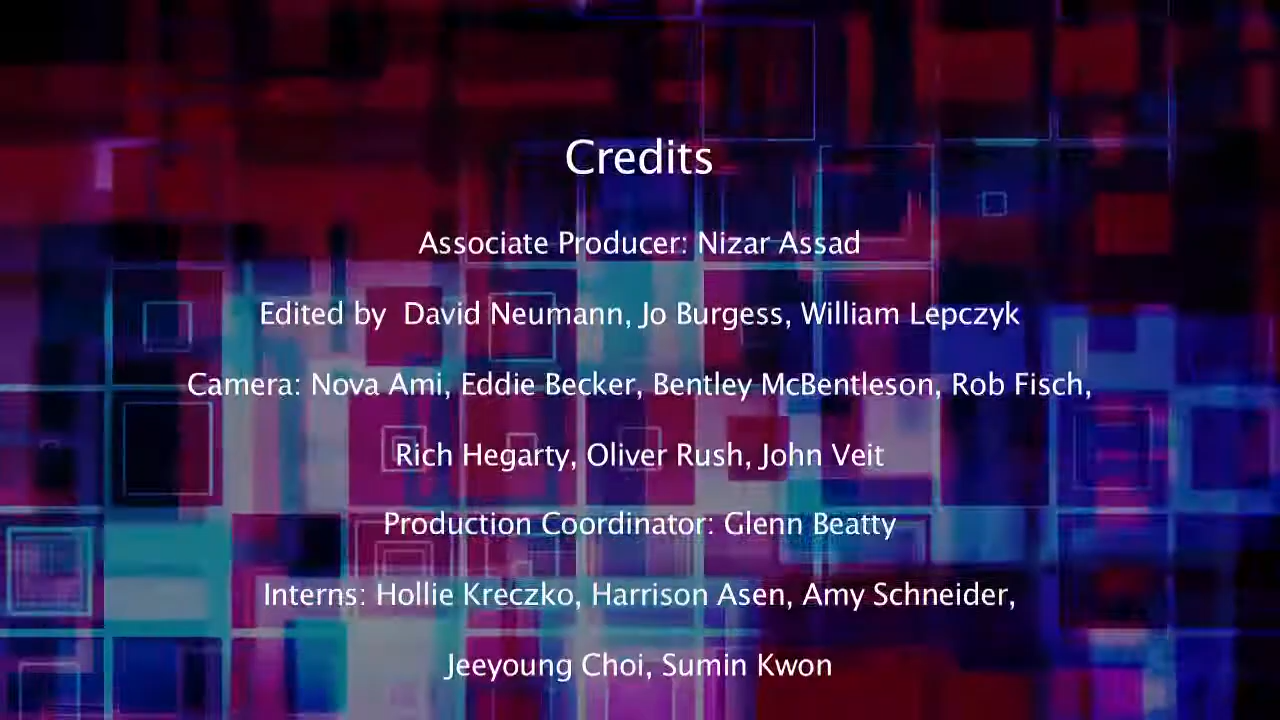 Credits
Associate Producer: Nizar Assad
Edited by  David Neumann, Jo Burgess, William Lepczyk
Camera: Nova Ami, Eddie Becker, Bentley McBentleson, Rob Fisch,
Rich Hegarty, Oliver Rush, John Veit
Production Coordinator: Glenn Beatty
Interns: Hollie Kreczko, Harrison Asen, Amy Schneider,
Jeeyoung Choi, Sumin Kwon